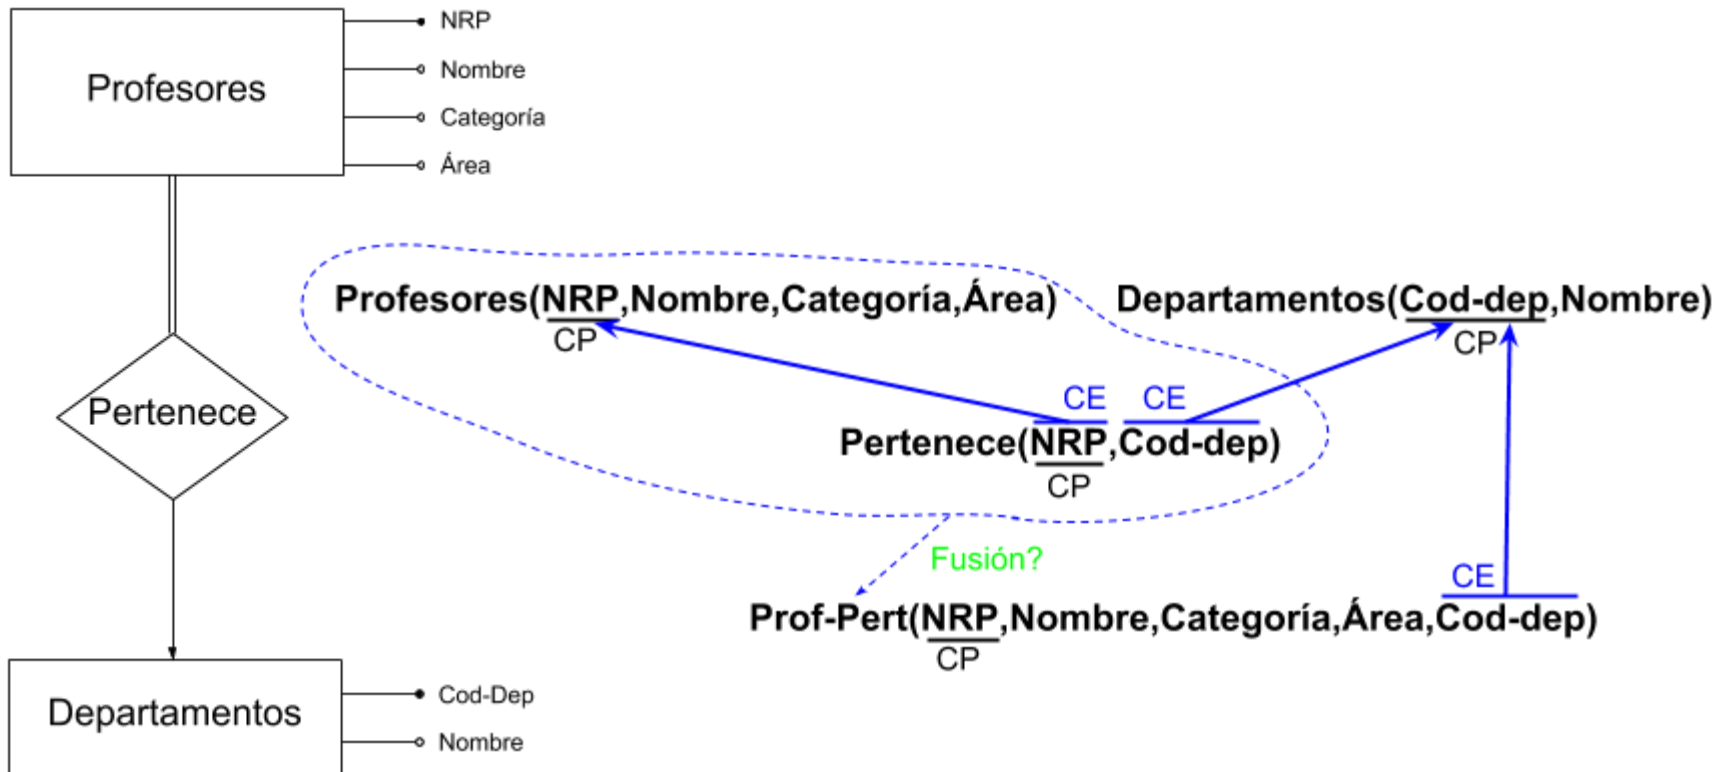 NRP
Nombre
Categoría
Área
Profesores
Pertenece
Departamentos
Cod-Dep
Nombre
Profesores(NRP,Nombre,Categoría,Área)
CP
Departamentos(Cod-dep,Nombre)
CP
CE CE
Pertenece(NRP,Cod-dep)
CP
Fusión?
CE
Prof-Pert(NRP,Nombre,Categoría,Área,Cod-dep)
CP